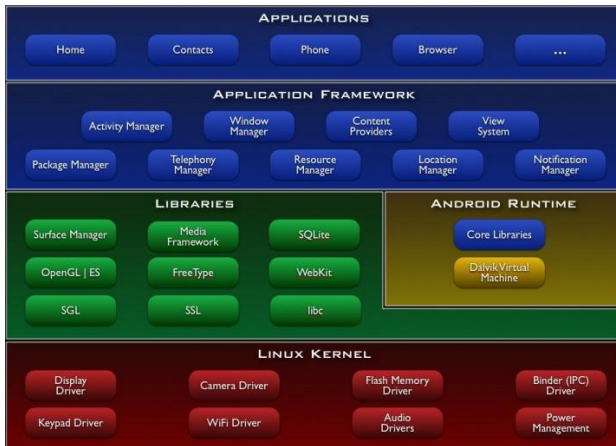 APPLICATIONS
Home
Contacts
Phone
Browser
...
APPLICATION FRAMEWORK
Activity Manager
Window
Manager
Content
Providers
View
System
Package Manager
Telephony
Manager
Resource
Manager
Location
Manager
Notification
Manager
LIBRARIES
Surface Manager
Media
Framework
SQLite
OpenGL | ES
FreeType
WebKit
SGL
SSL
libc
ANDROID RUNTIME
Core Libraries
Dalvik Virtual
Machine
LINUX KERNEL
Display
Driver
Camera Driver
Flash Memory
Driver
Binder (IPC)
Driver
Keypad Driver
WiFi Driver
Audio
Drivers
Power
Management